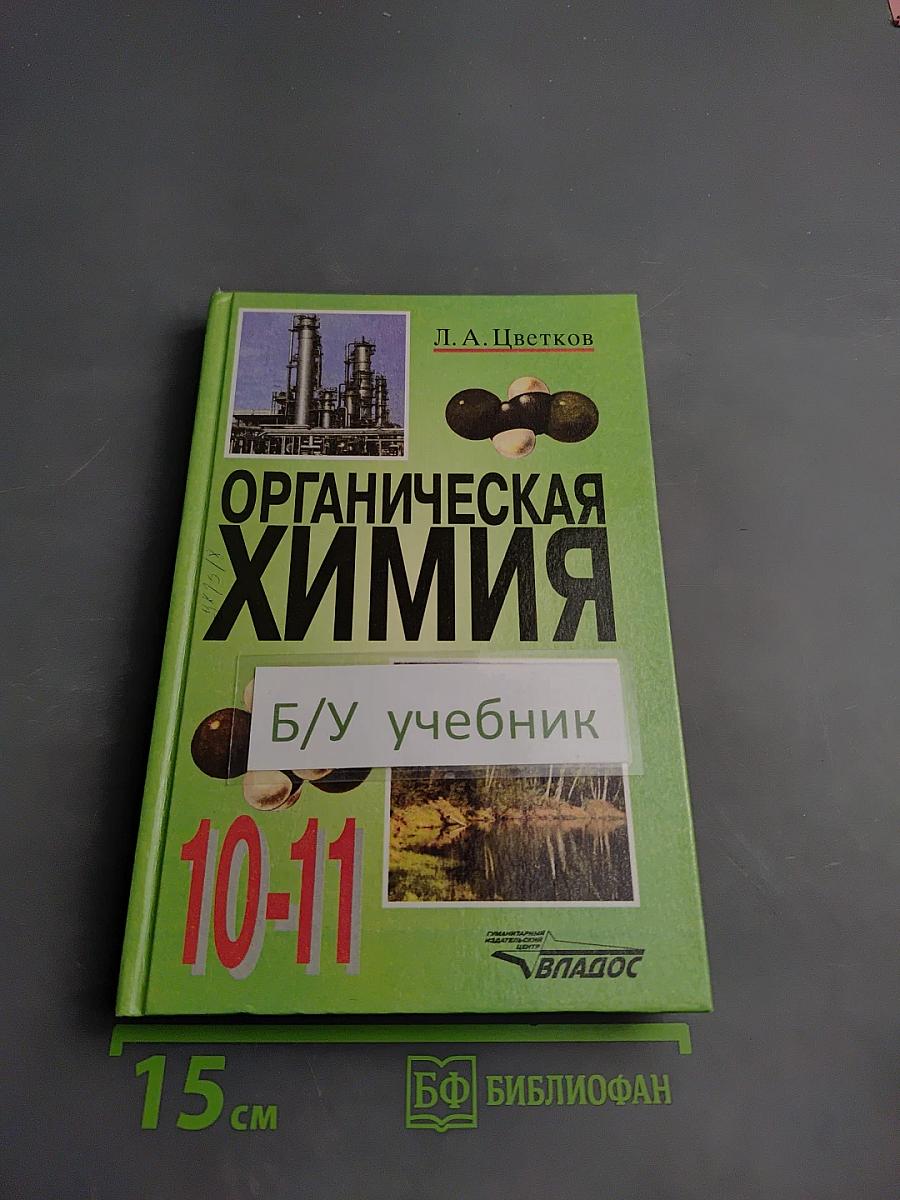 Л. А. Цветков
ОРГАНИЧЕСКАЯ
ХИМИЯ
Б/У учебник
10-11
ГУМАНИТАРНЫЙ
ИЗДАТЕЛЬСКИЙ
ЦЕНТР
ВЛАДОС
15 см
БФ БИБЛИОФАН